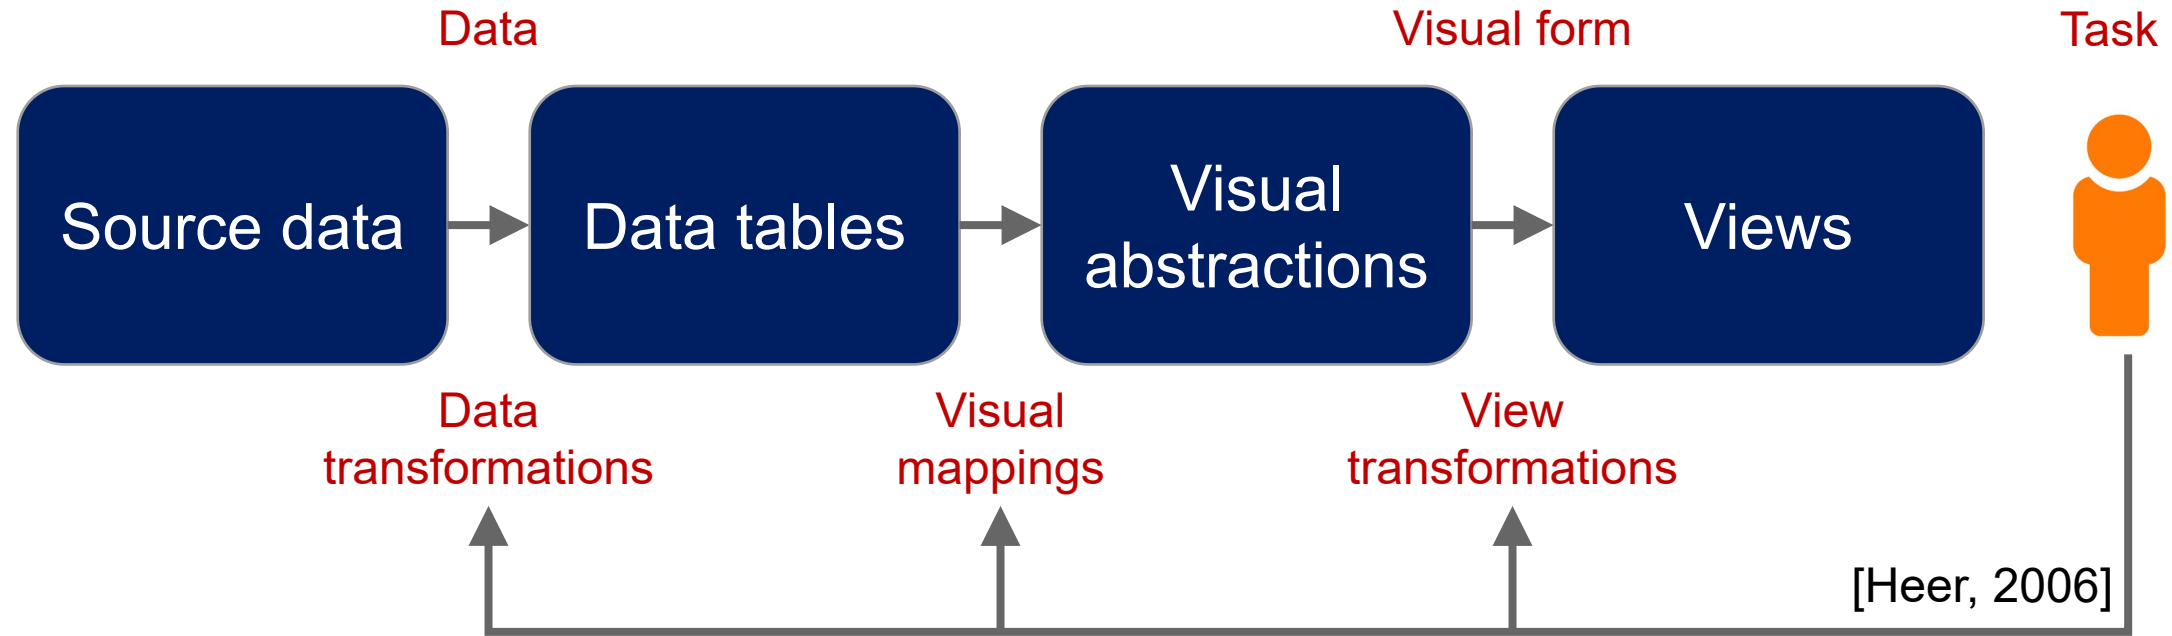 Data
Visual form
Task
Source data
Data tables
Visual
abstractions
Views
Data
transformations
Visual
mappings
View
transformations
[Heer, 2006]